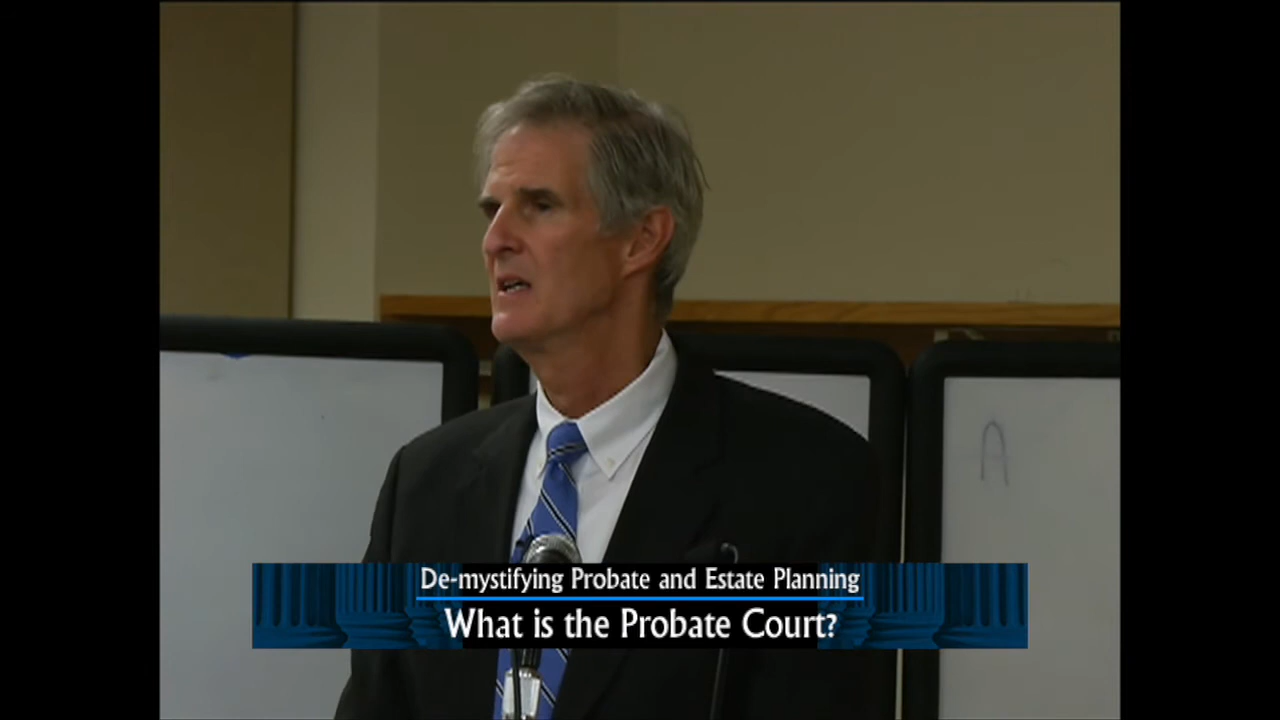 A
De-mystifying Probate and Estate Planning
What is the Probate Court?